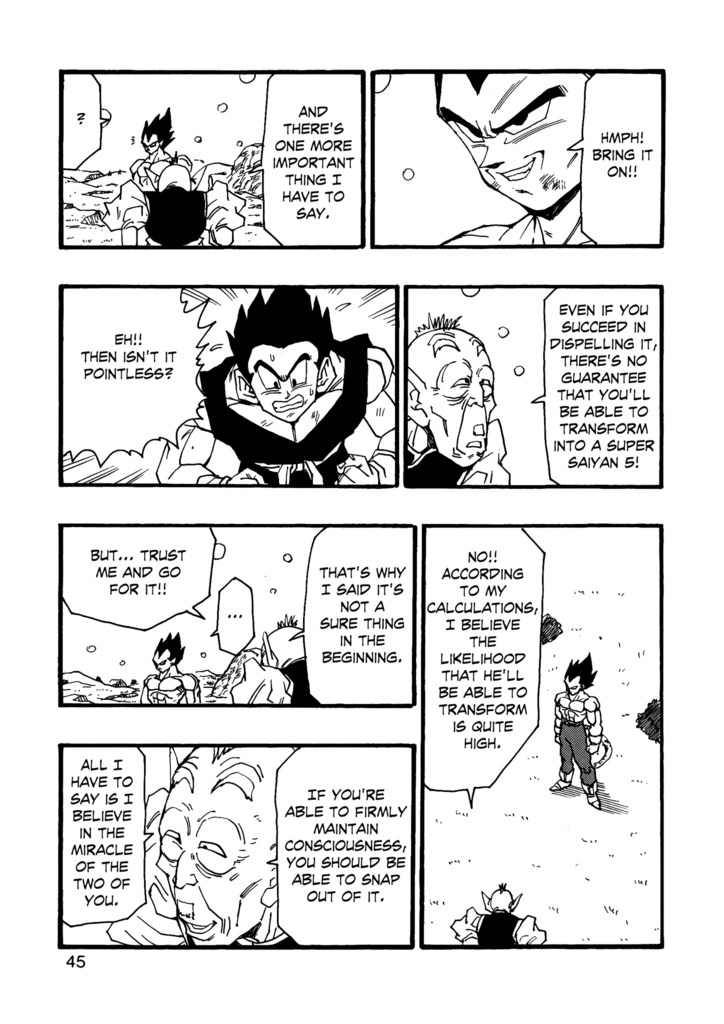 HMPH!
BRING IT
ON!!
AND
THERE'S
ONE MORE
IMPORTANT
THING I
HAVE TO
SAY.
?
EVEN IF YOU
SUCCEED IN
DISPELLING IT,
THERE'S NO
GUARANTEE
THAT YOU'LL
BE ABLE TO
TRANSFORM
INTO A SUPER
SAIYAN 5!
EH!!
THEN ISN'T IT
POINTLESS?
NO!!
ACCORDING
TO MY
CALCULATIONS,
I BELIEVE
THE
LIKELIHOOD
THAT HE'LL
BE ABLE TO
TRANSFORM
IS QUITE
HIGH.
THAT'S WHY
I SAID IT'S
NOT A
SURE THING
IN THE
BEGINNING.
...
BUT... TRUST
ME AND GO
FOR IT!!
IF YOU'RE
ABLE TO FIRMLY
MAINTAIN
CONSCIOUSNESS,
YOU SHOULD BE
ABLE TO SNAP
OUT OF IT.
ALL I
HAVE TO
SAY IS I
BELIEVE
IN THE
MIRACLE
OF THE
TWO OF
YOU.
45